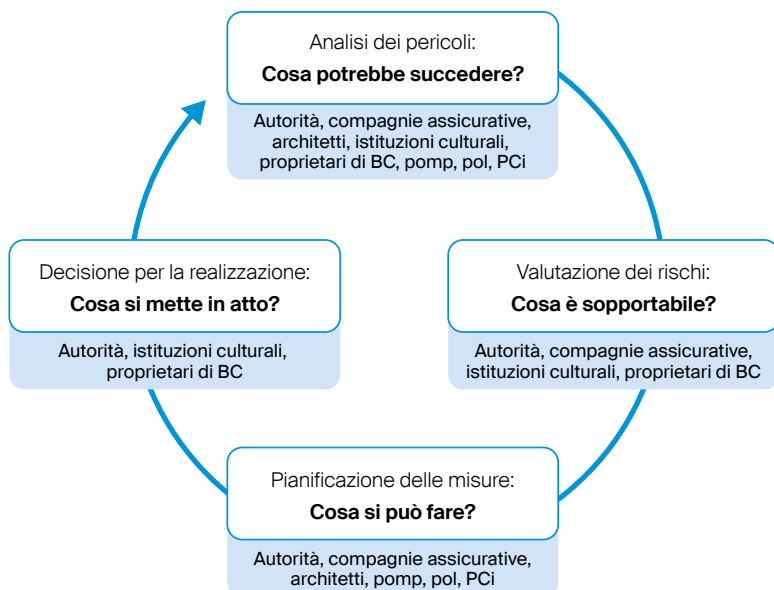 Analisi dei pericoli:
Cosa potrebbe succedere?
Autorità, compagnie assicurative,
architetti, istituzioni culturali,
proprietari di BC, pomp, pol, PCi
Decisione per la realizzazione:
Cosa si mette in atto?
Autorità, istituzioni culturali,
proprietari di BC
Valutazione dei rischi:
Cosa è sopportabile?
Autorità, compagnie assicurative,
istituzioni culturali, proprietari di BC
Pianificazione delle misure:
Cosa si può fare?
Autorità, compagnie assicurative,
architetti, pomp, pol, PCi